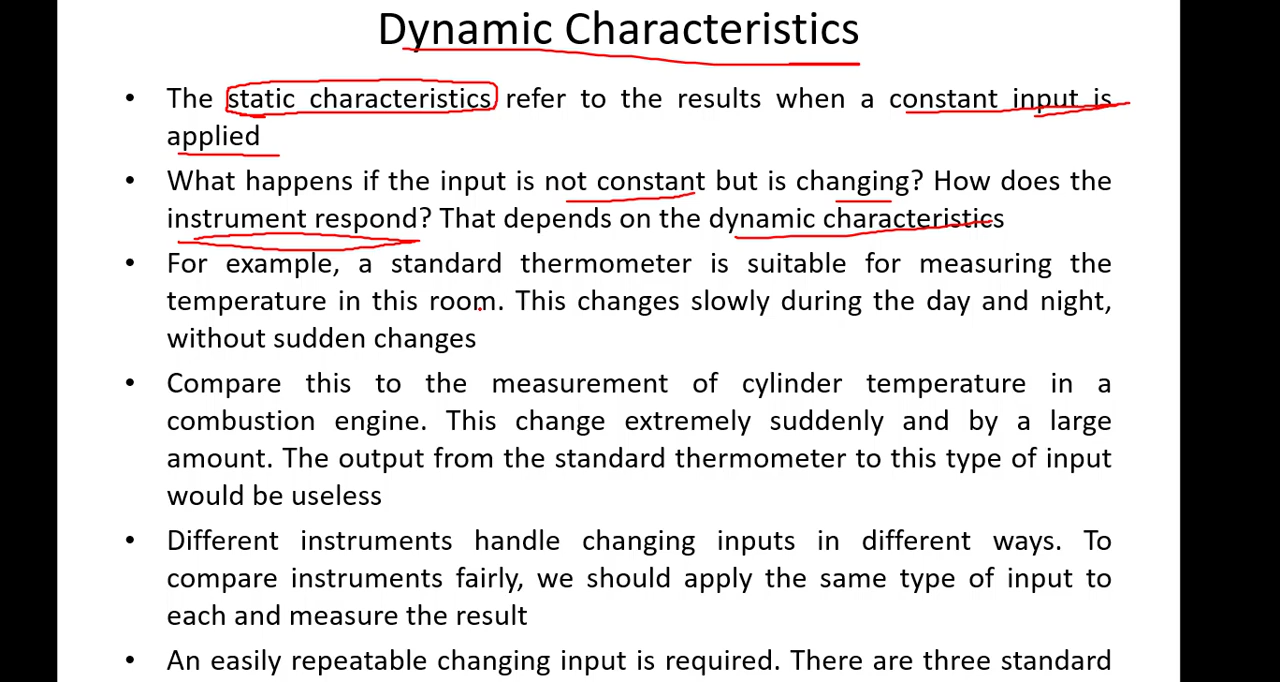 Dynamic Characteristics
• The static characteristics refer to the results when a constant input is
applied
• What happens if the input is not constant but is changing? How does the
instrument respond? That depends on the dynamic characteristics
• For example, a standard thermometer is suitable for measuring the
temperature in this room. This changes slowly during the day and night,
without sudden changes
• Compare this to the measurement of cylinder temperature in a
combustion engine. This change extremely suddenly and by a large
amount. The output from the standard thermometer to this type of input
would be useless
• Different instruments handle changing inputs in different ways. To
compare instruments fairly, we should apply the same type of input to
each and measure the result
• An easily repeatable changing input is required. There are three standard